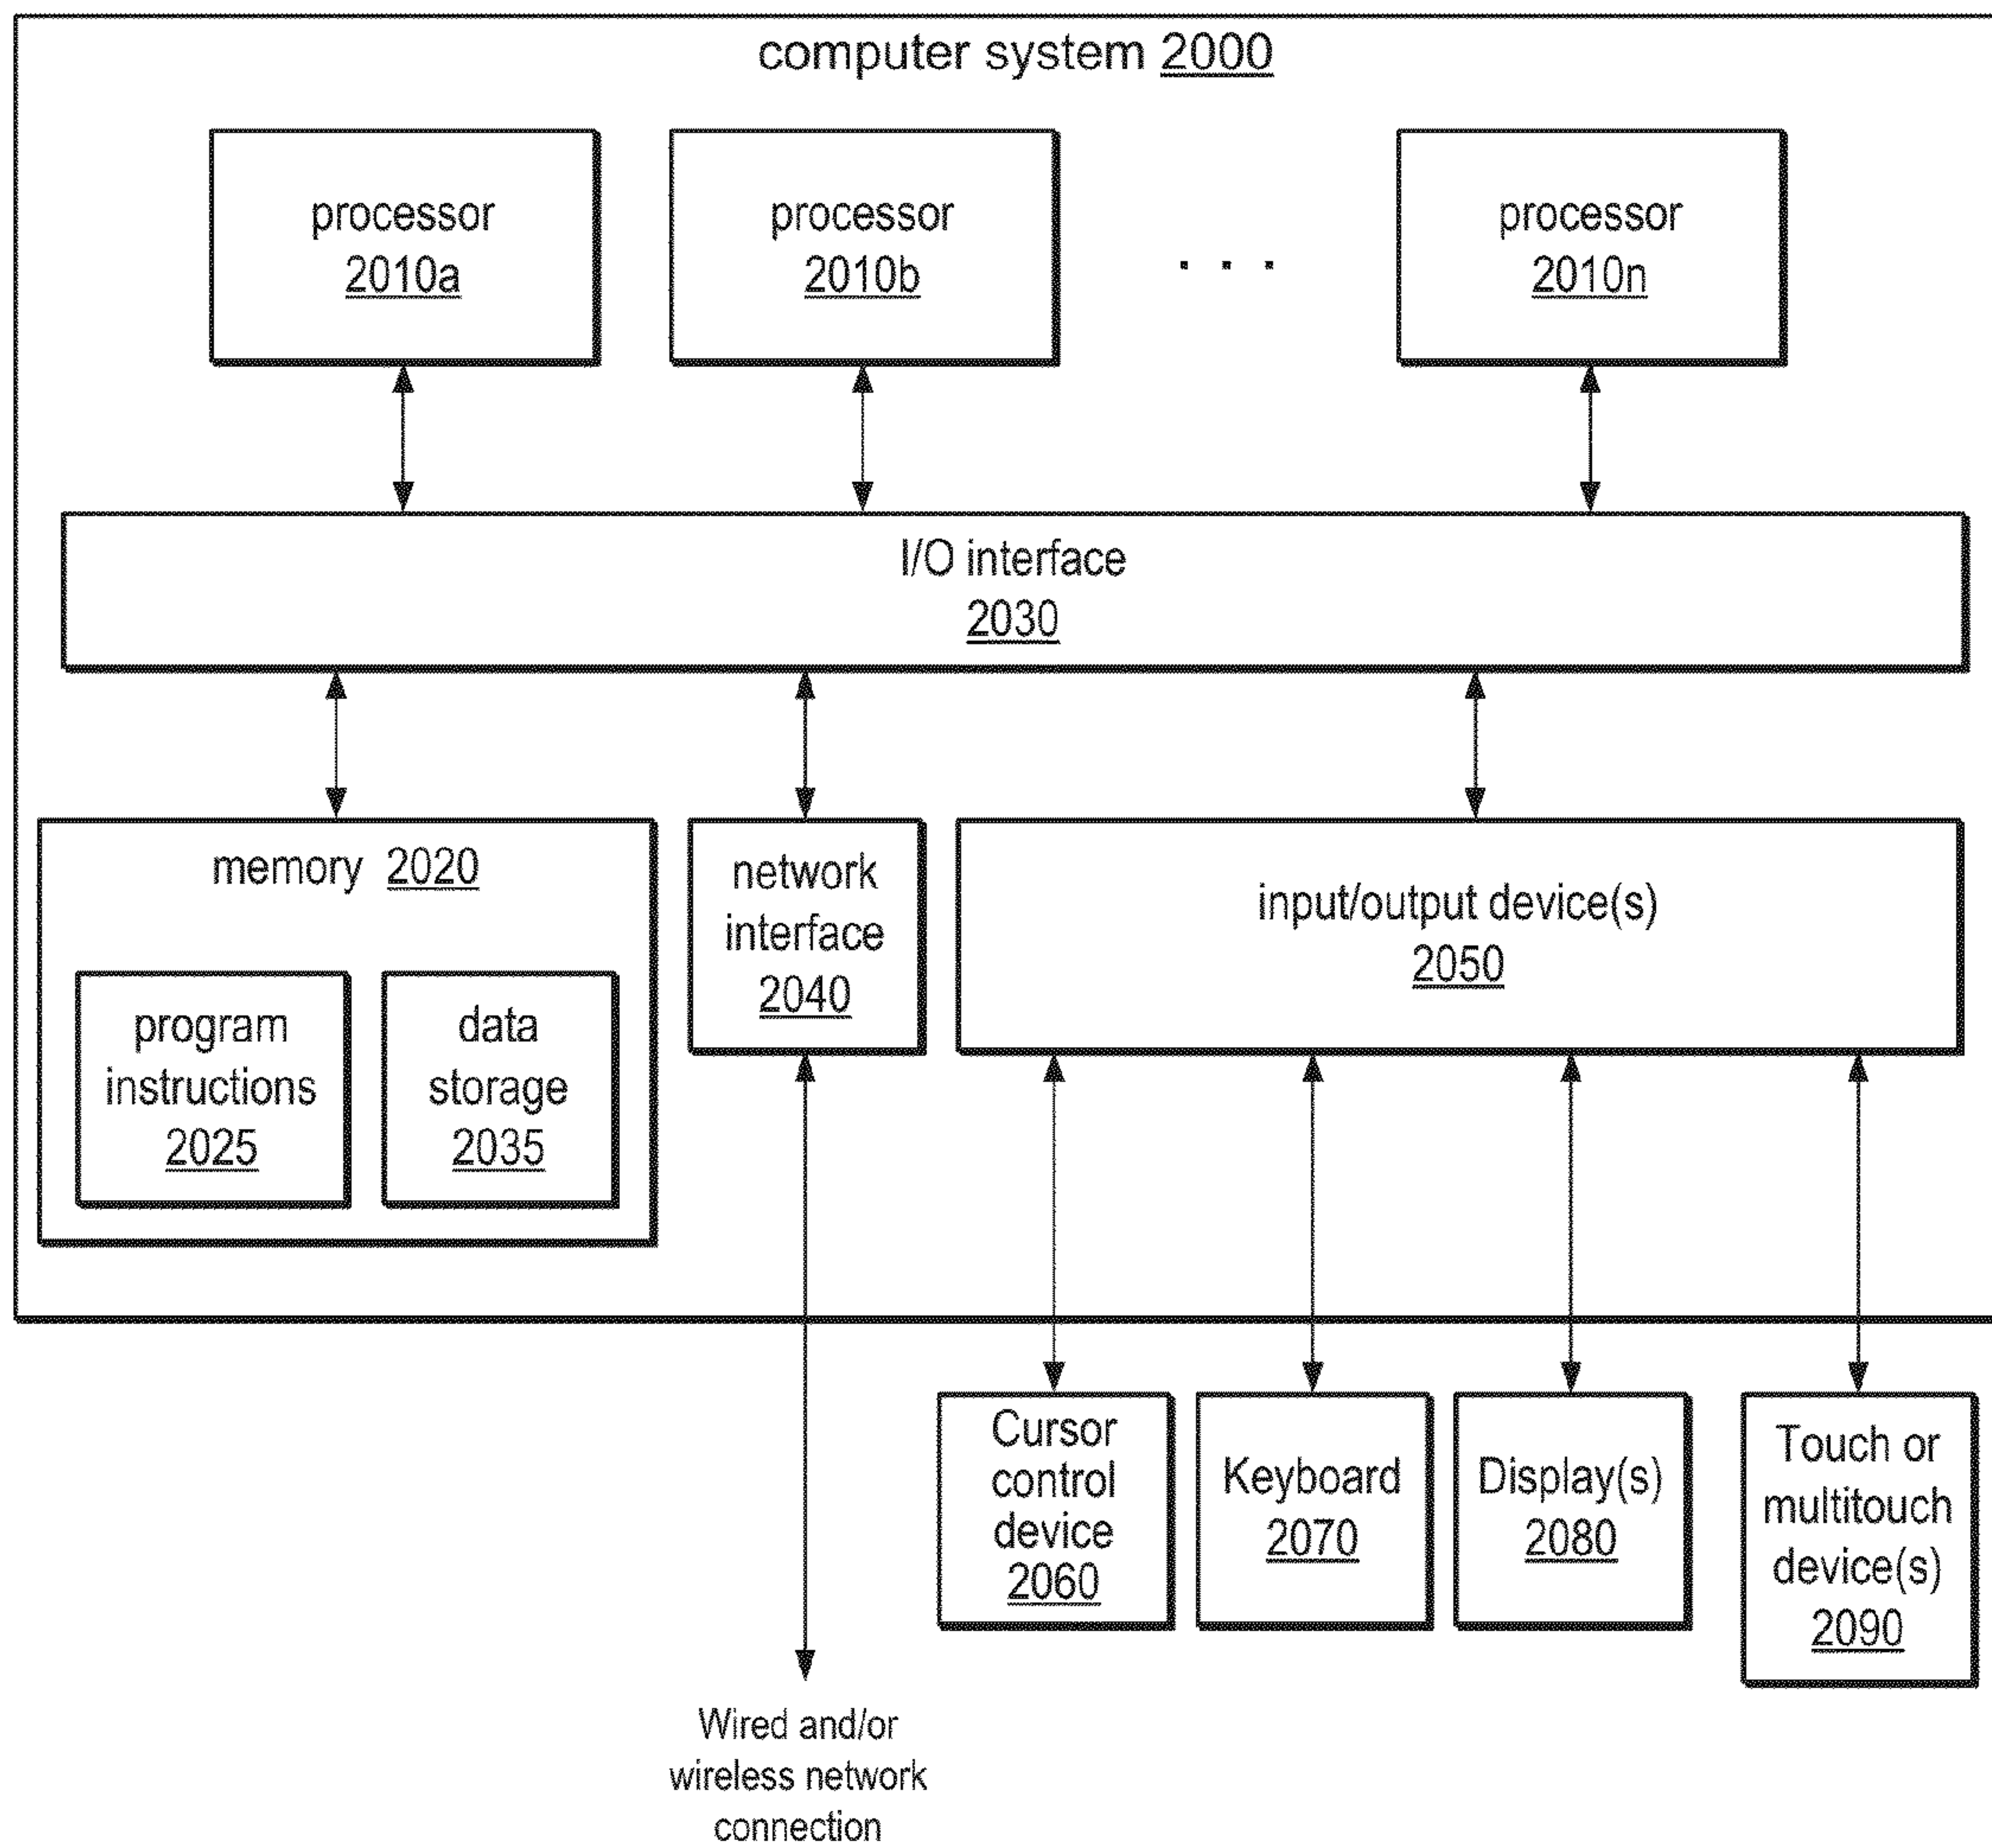 computer system 2000
processor
2010a
processor
2010b
. . .
processor
2010n
I/O interface
2030
memory 2020
program
instructions
2025
data
storage
2035
network
interface
2040
input/output device(s)
2050
Cursor
control
device
2060
Keyboard
2070
Display(s)
2080
Touch or
multitouch
device(s)
2090
Wired and/or
wireless network
connection